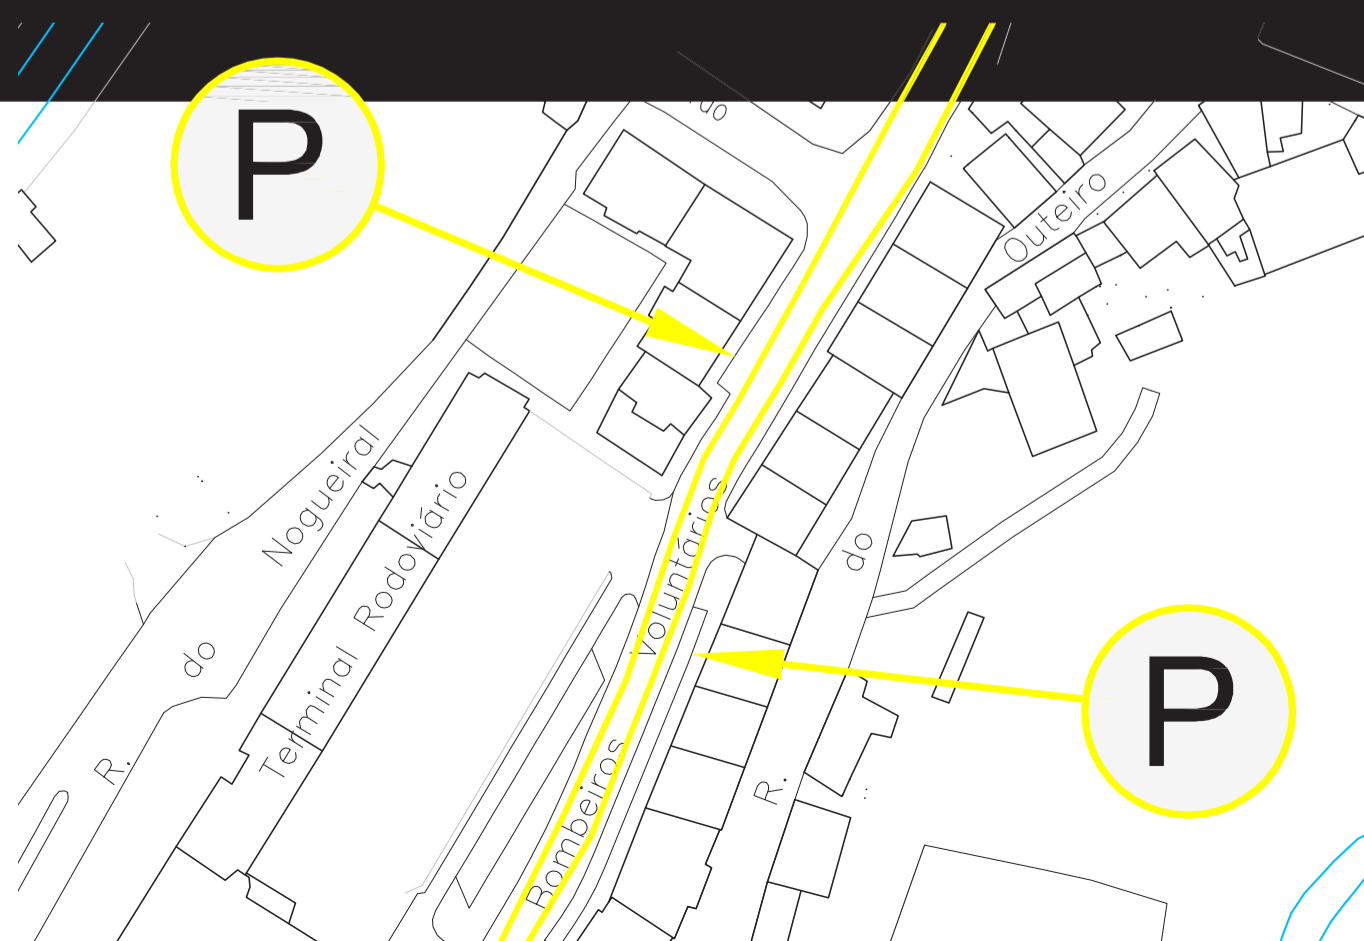 P
do
Outeiro
Nogueiral
Terminal Rodoviário
Voluntários
do
do
P
R.
R.
Bombeiros